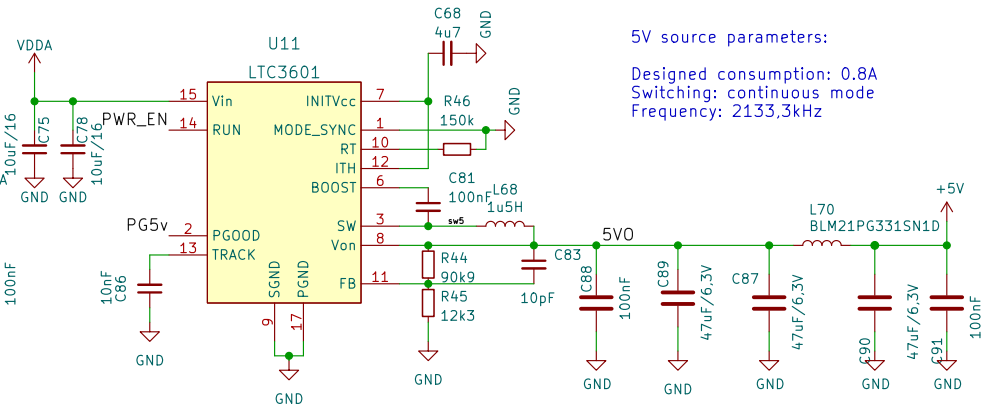 C68
4u7
GND
5V source parameters:
Designed consumption: 0.8A
Switching: continuous mode
Frequency: 2133,3kHz
VDDA
U11
LTC3601
15
Vin
PWR_EN
14
RUN
C75
10uF/16
C78
10uF/16
GND
GND
A
INITVcc
7
MODE_SYNC
1
RT
10
ITH
12
BOOST
6
SW
3
Von
8
FB
11
R46
150k
GND
C81
100nF
L68
1u5H
sw5
PG5v
2
PGOOD
13
TRACK
100nF
10nF
C86
GND
SGND
PGND
9
17
GND
R44
90k9
R45
12k3
GND
C83
10pF
5VO
C88
100nF
GND
C89
47uF/6,3V
GND
C87
47uF/6,3V
GND
L70
BLM21PG331SN1D
+5V
C90
47uF/6,3V
GND
C91
100nF
GND